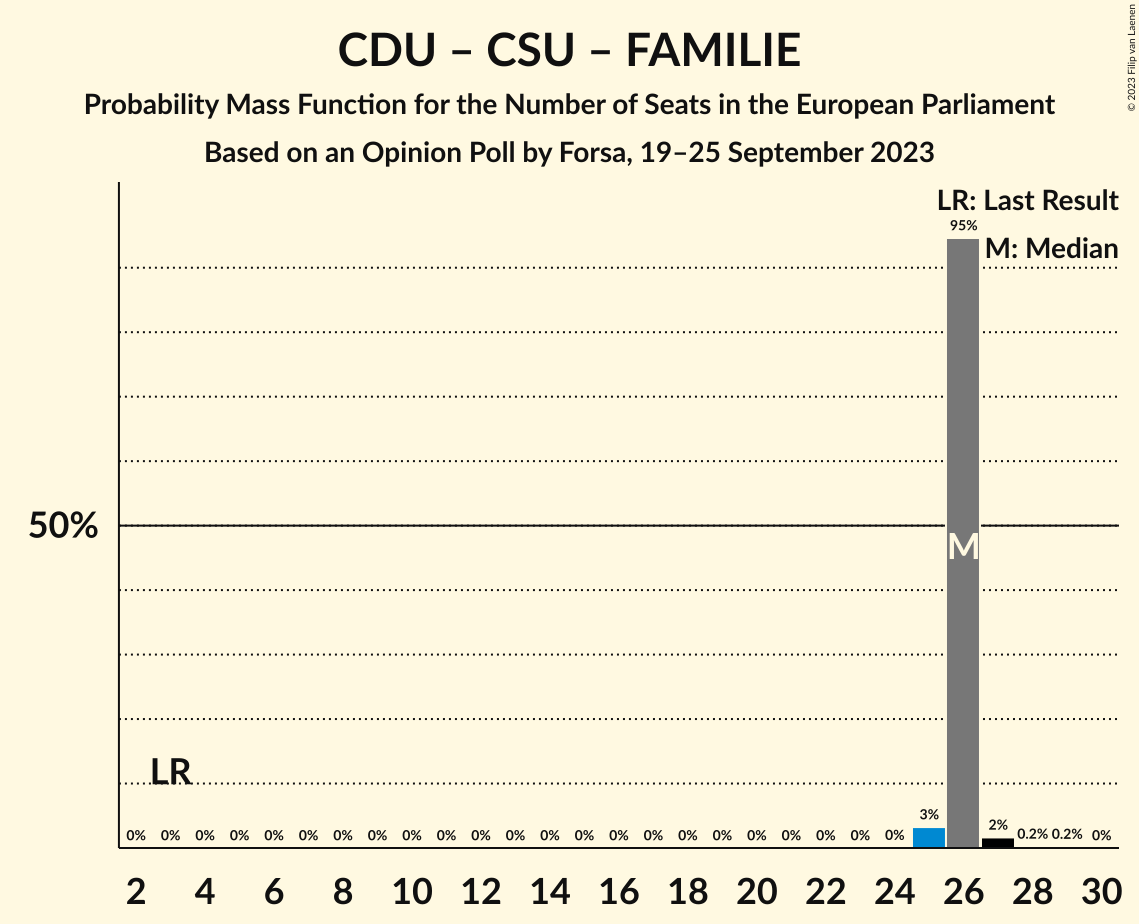 CDU – CSU – FAMILIE
Probability Mass Function for the Number of Seats in the European Parliament
Based on an Opinion Poll by Forsa, 19–25 September 2023
© 2023 Filip van Laenen
LR: Last Result
M: Median
95%
50%
M
LR
3%
2%
0% 0% 0% 0% 0% 0% 0% 0% 0% 0% 0% 0% 0% 0% 0% 0% 0% 0% 0% 0% 0% 0% 0% 0.2% 0.2% 0%
2 4 6 8 10 12 14 16 18 20 22 24 26 28 30